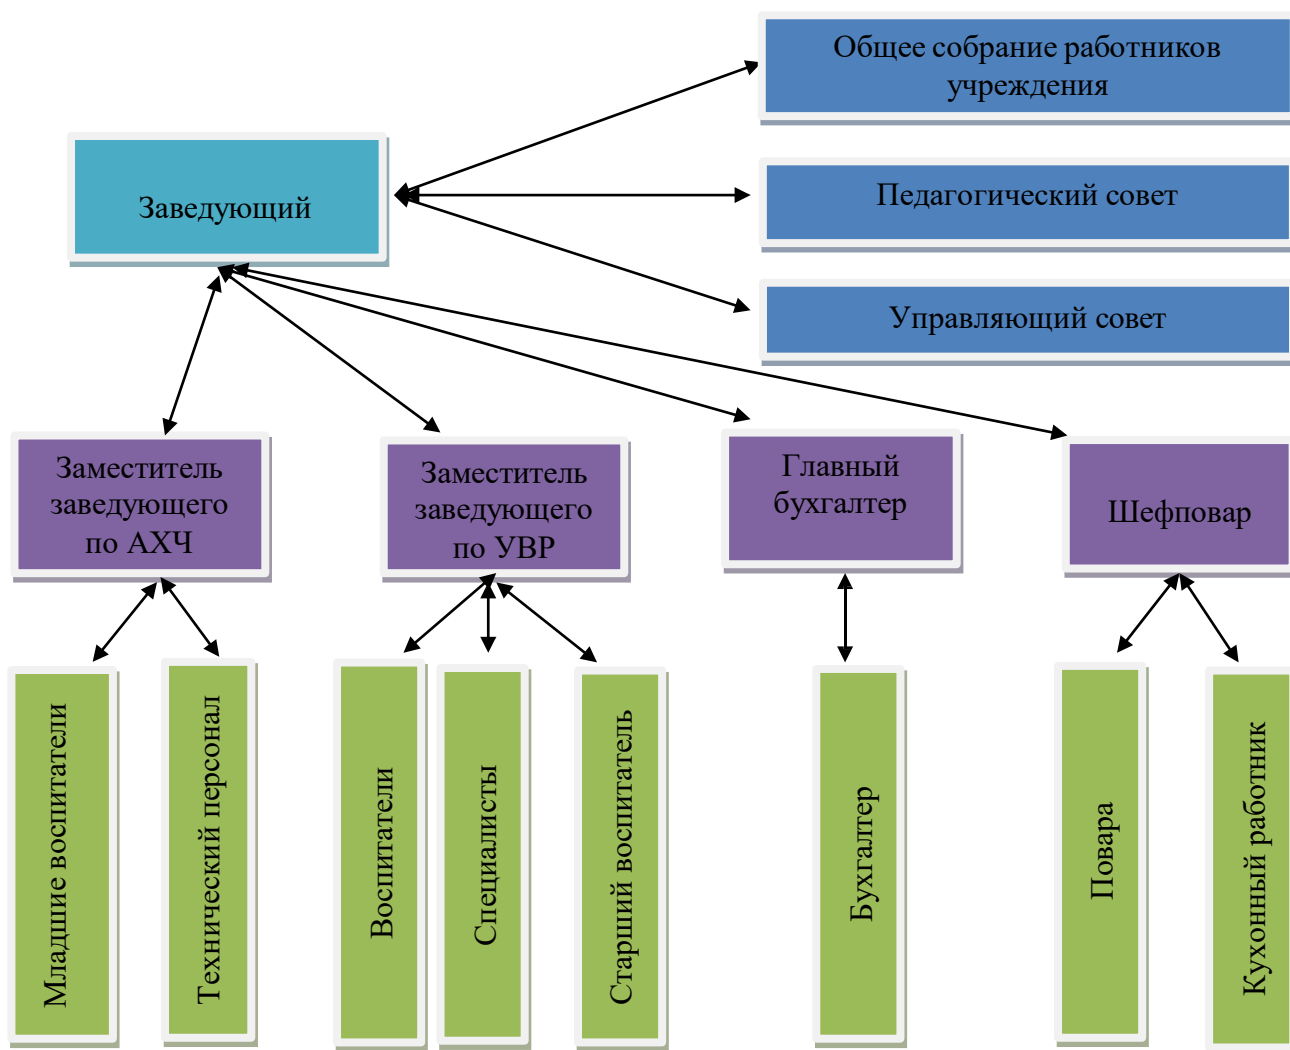 Общее собрание работников
учреждения
Заведующий
Педагогический совет
Управляющий совет
Заместитель
заведующего
по АХЧ
Заместитель
заведующего
по УВР
Главный
бухгалтер
Шефповар
Младшие воспитатели
Технический персонал
Воспитатели
Специалисты
Старший воспитатель
Бухгалтер
Повара
Кухонный работник